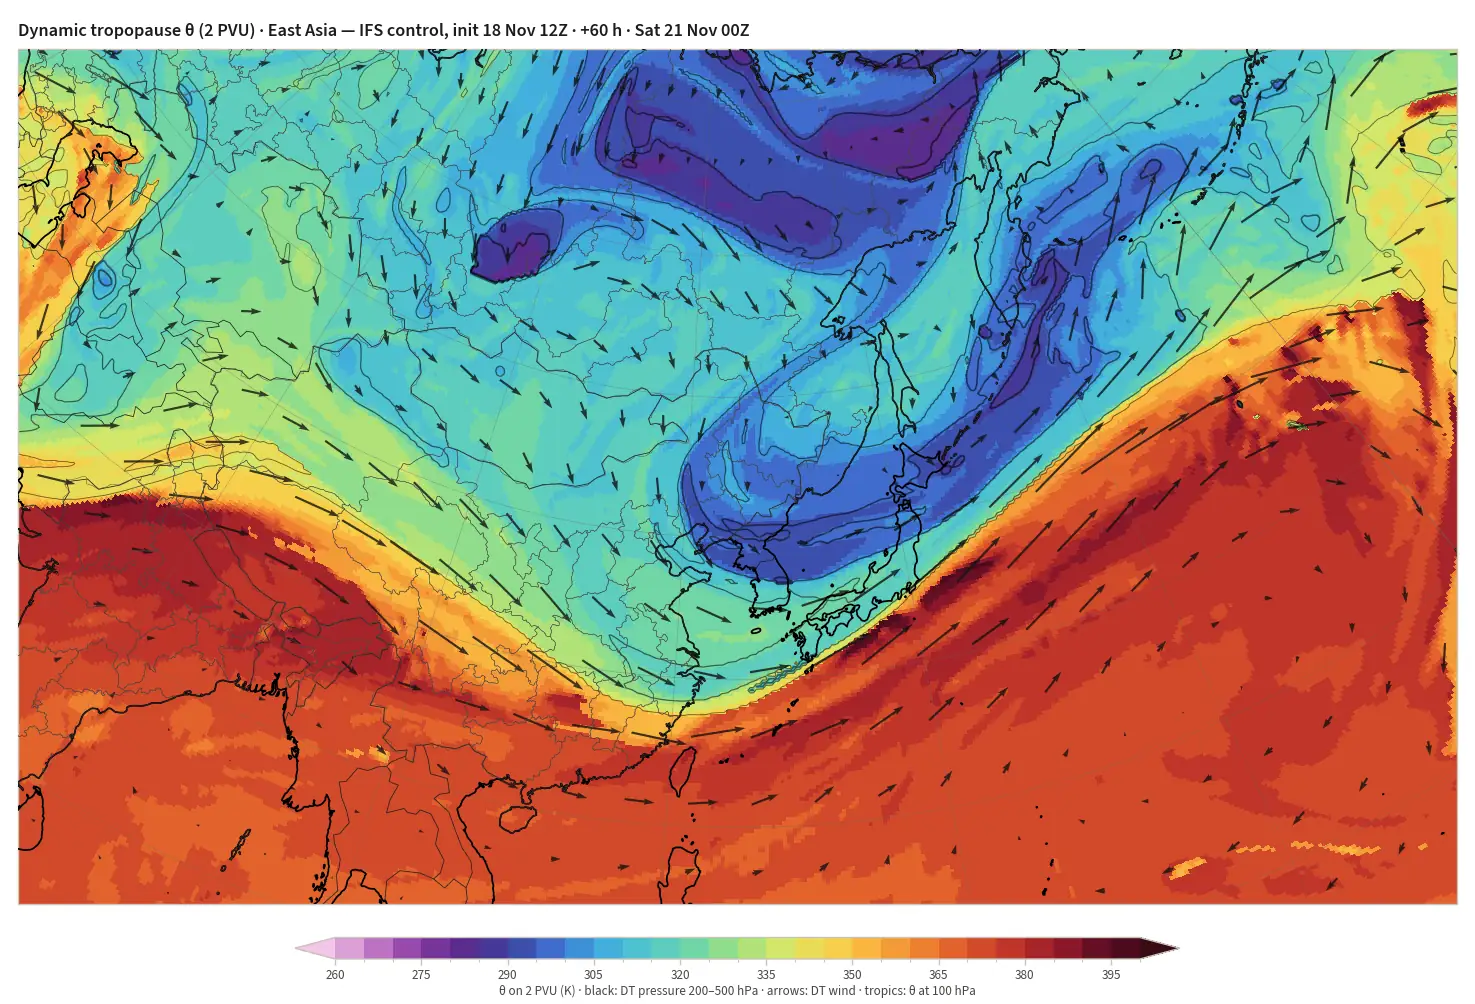 Dynamic tropopause θ (2 PVU) · East Asia — IFS control, init 18 Nov 12Z · +60 h · Sat 21 Nov 00Z
260 275 290 305 320 335 350 365 380 395
θ on 2 PVU (K) · black: DT pressure 200–500 hPa · arrows: DT wind · tropics: θ at 100 hPa